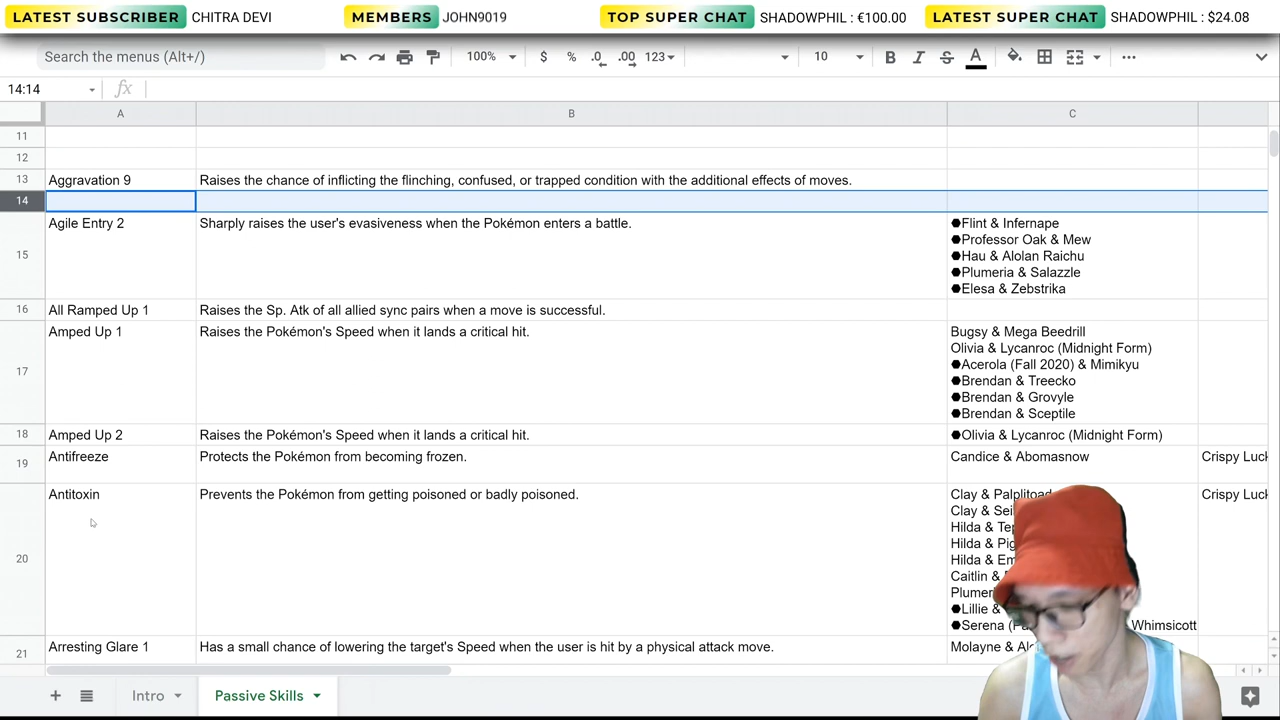 LATEST SUBSCRIBER CHITRA DEVI MEMBERS JOHN9019 TOP SUPER CHAT SHADOWPHIL : €100.00 LATEST SUPER CHAT SHADOWPHIL : $24.08
Search the menus (Alt+/) 100% $ % .0 .00 123 10 B I S A
14:14 fx
A B C
11
12
13 Aggravation 9 Raises the chance of inflicting the flinching, confused, or trapped condition with the additional effects of moves.
14
15 Agile Entry 2 Sharply raises the user's evasiveness when the Pokémon enters a battle. ●Flint & Infernape
●Professor Oak & Mew
●Hau & Alolan Raichu
●Plumeria & Salazzle
●Elesa & Zebstrika
16 All Ramped Up 1 Raises the Sp. Atk of all allied sync pairs when a move is successful.
17 Amped Up 1 Raises the Pokémon's Speed when it lands a critical hit. Bugsy & Mega Beedrill
Olivia & Lycanroc (Midnight Form)
●Acerola (Fall 2020) & Mimikyu
●Brendan & Treecko
●Brendan & Grovyle
●Brendan & Sceptile
18 Amped Up 2 Raises the Pokémon's Speed when it lands a critical hit. ●Olivia & Lycanroc (Midnight Form)
19 Antifreeze Protects the Pokémon from becoming frozen. Candice & Abomasnow Crispy Luck
20 Antitoxin Prevents the Pokémon from getting poisoned or badly poisoned. Clay & Palpitoad Crispy Luck
Clay &
Hilda &
Hilda &
Hilda &
Caitlin &
●Lillie &
●Serena Whimsicott
21 Arresting Glare 1 Has a small chance of lowering the target's Speed when the user is hit by a physical attack move. Molayne &
Intro Passive Skills